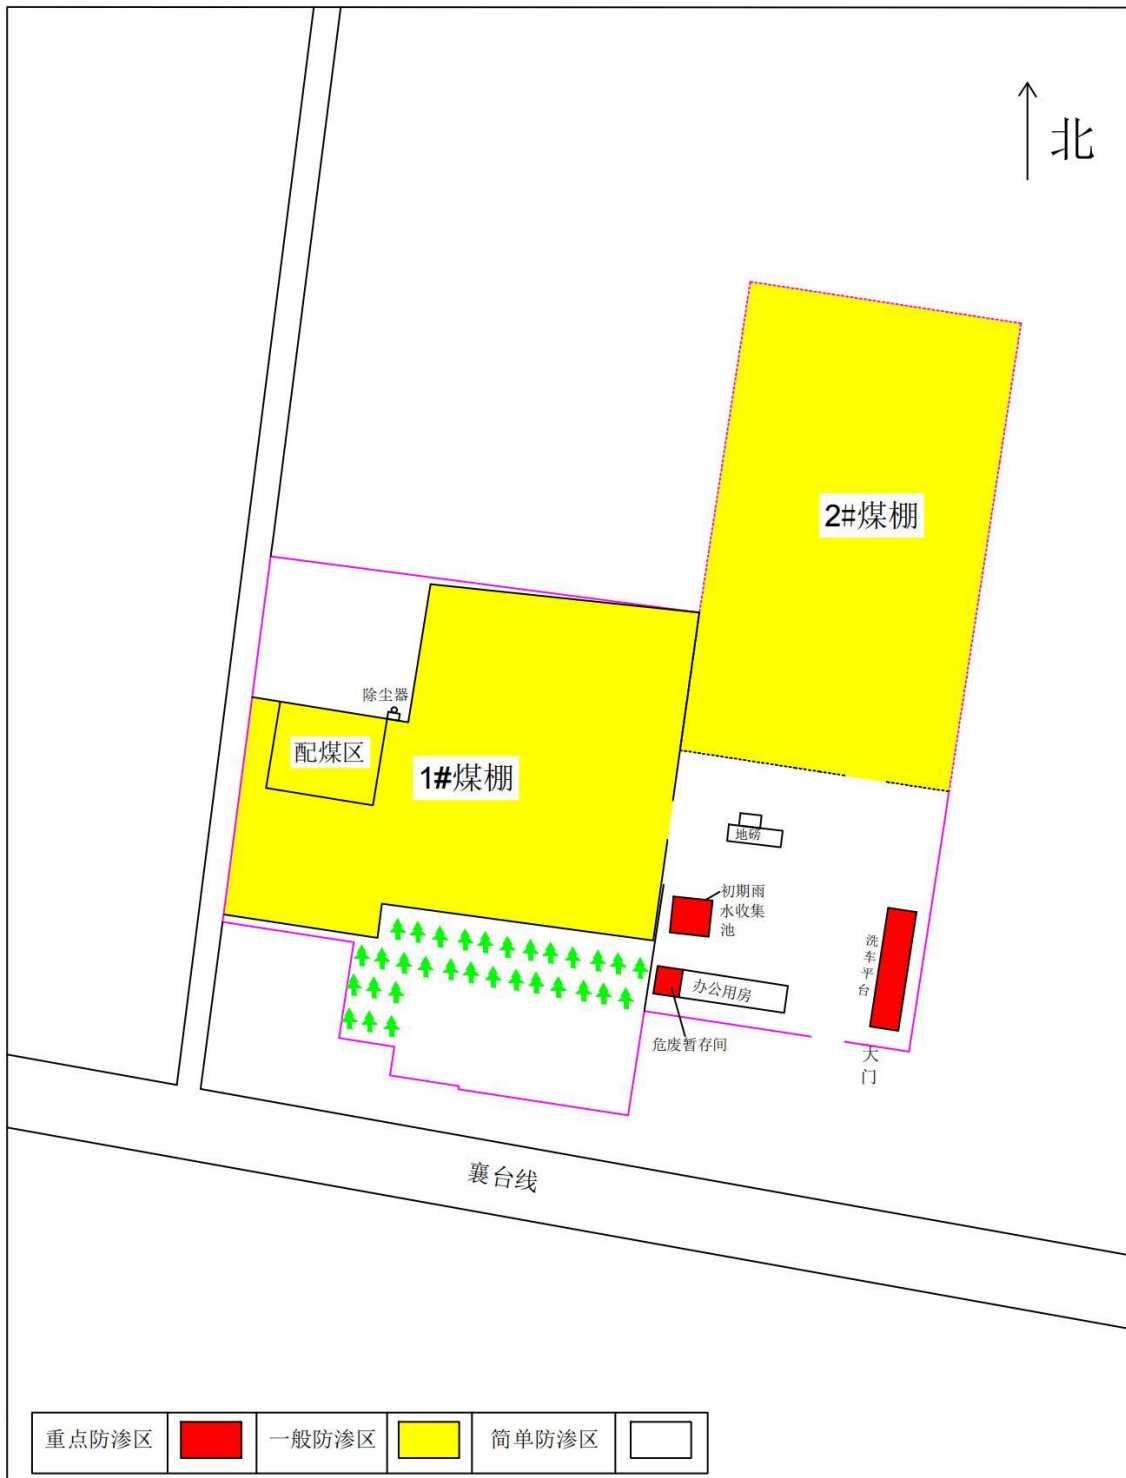 北
2#煤棚
除尘器
配煤区
1#煤棚
地磅
初期雨
水收集
池
洗
车
平
台
办公用房
危废暂存间
大
门
襄台线
重点防渗区
一般防渗区
简单防渗区